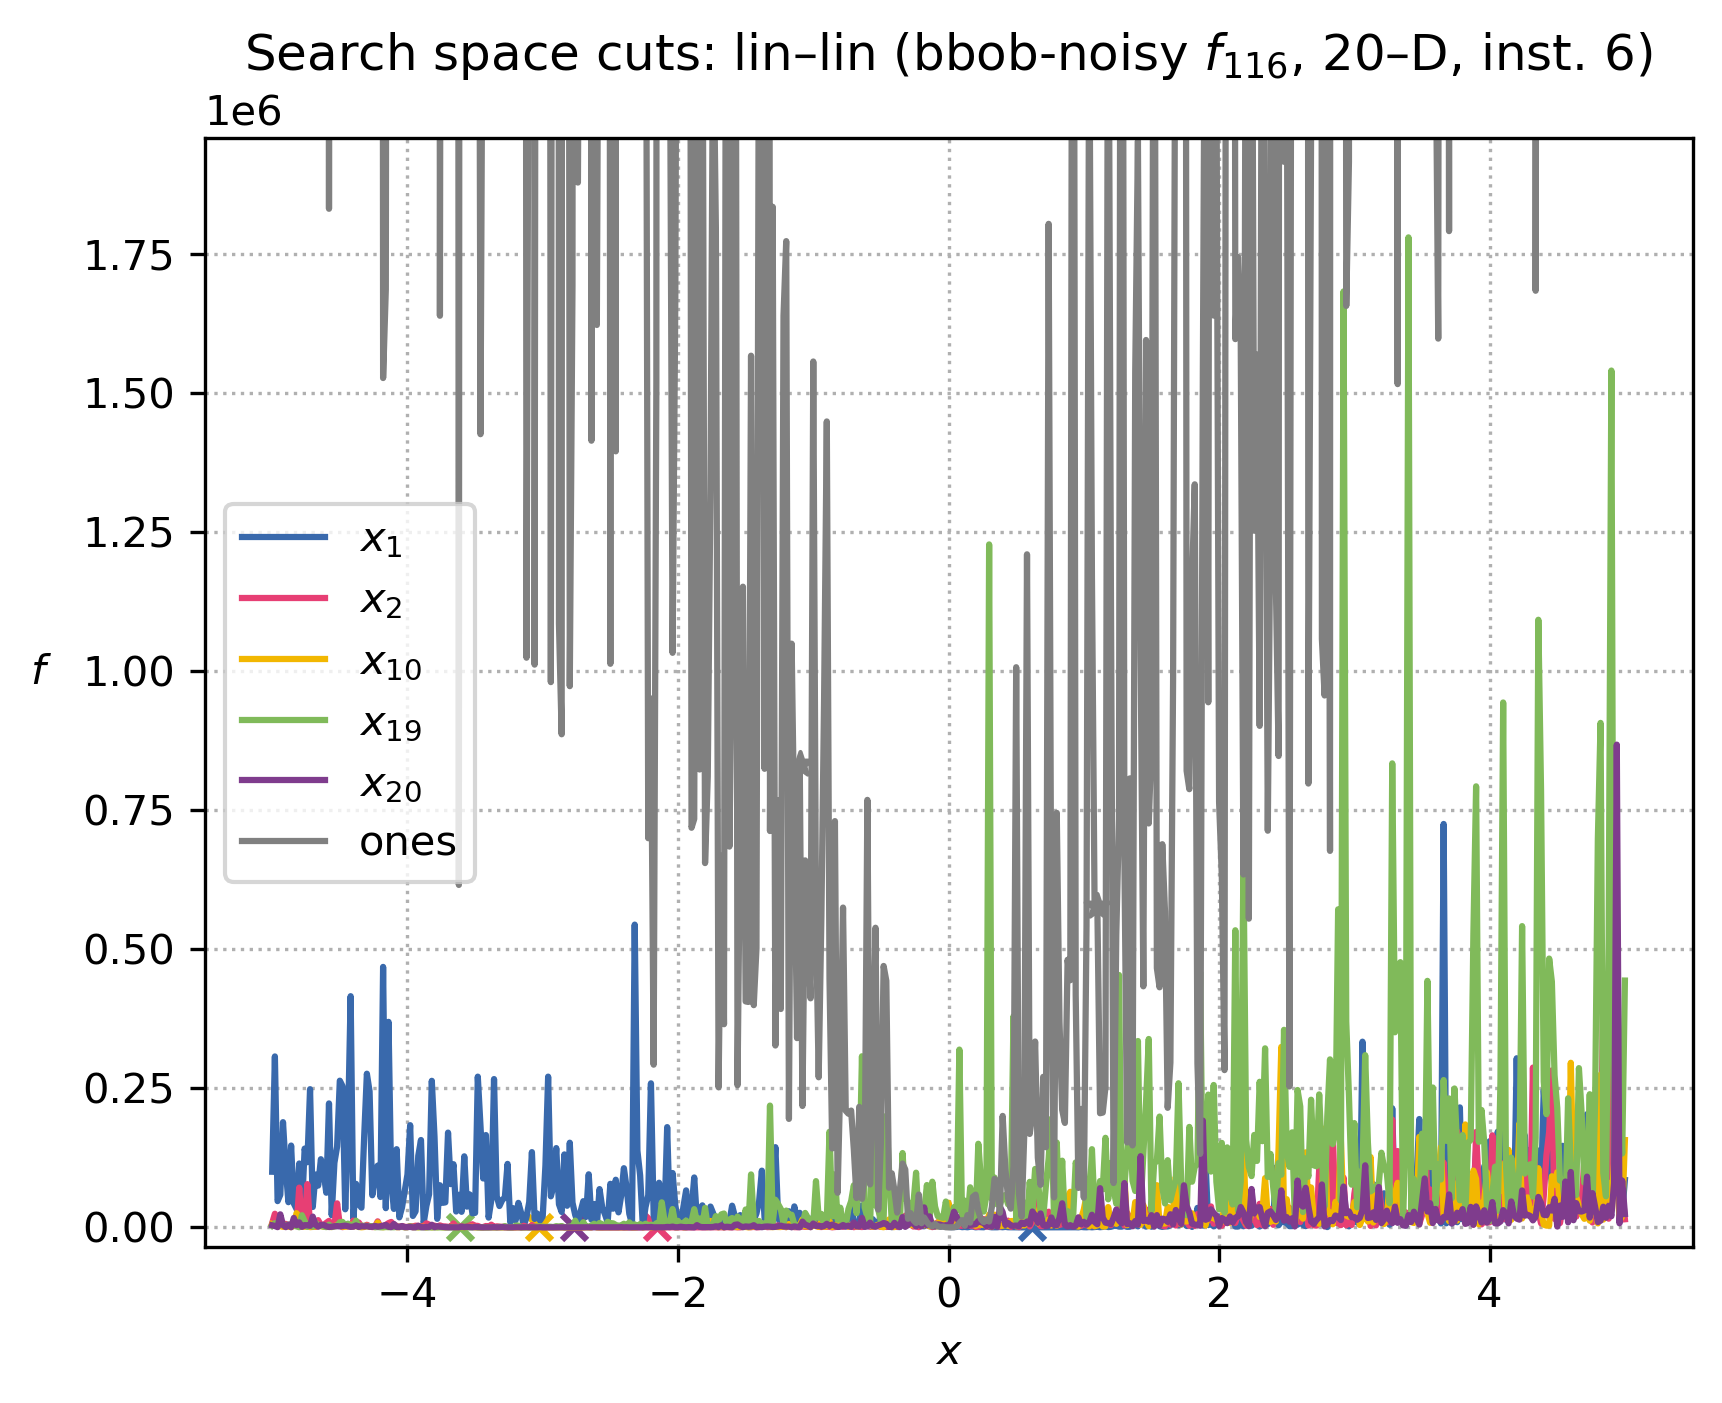 Search space cuts: lin–lin (bbob-noisy f₁₁₆, 20–D, inst. 6)
1e6
1.75
1.50
1.25
1.00
0.75
0.50
0.25
0.00
f
x₁
x₂
x₁₀
x₁₉
x₂₀
ones
−4 −2 0 2 4
x